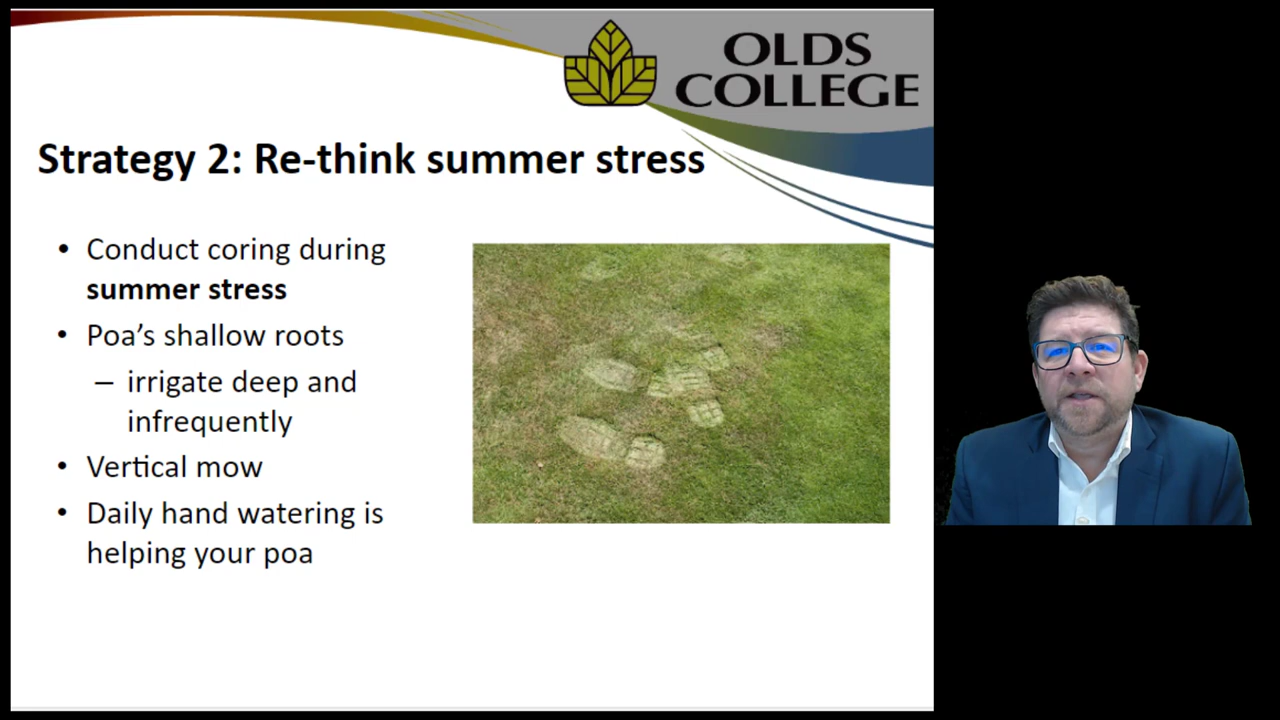 OLDS
COLLEGE
Strategy 2: Re-think summer stress
• Conduct coring during
summer stress
• Poa’s shallow roots
– irrigate deep and
infrequently
• Vertical mow
• Daily hand watering is
helping your poa